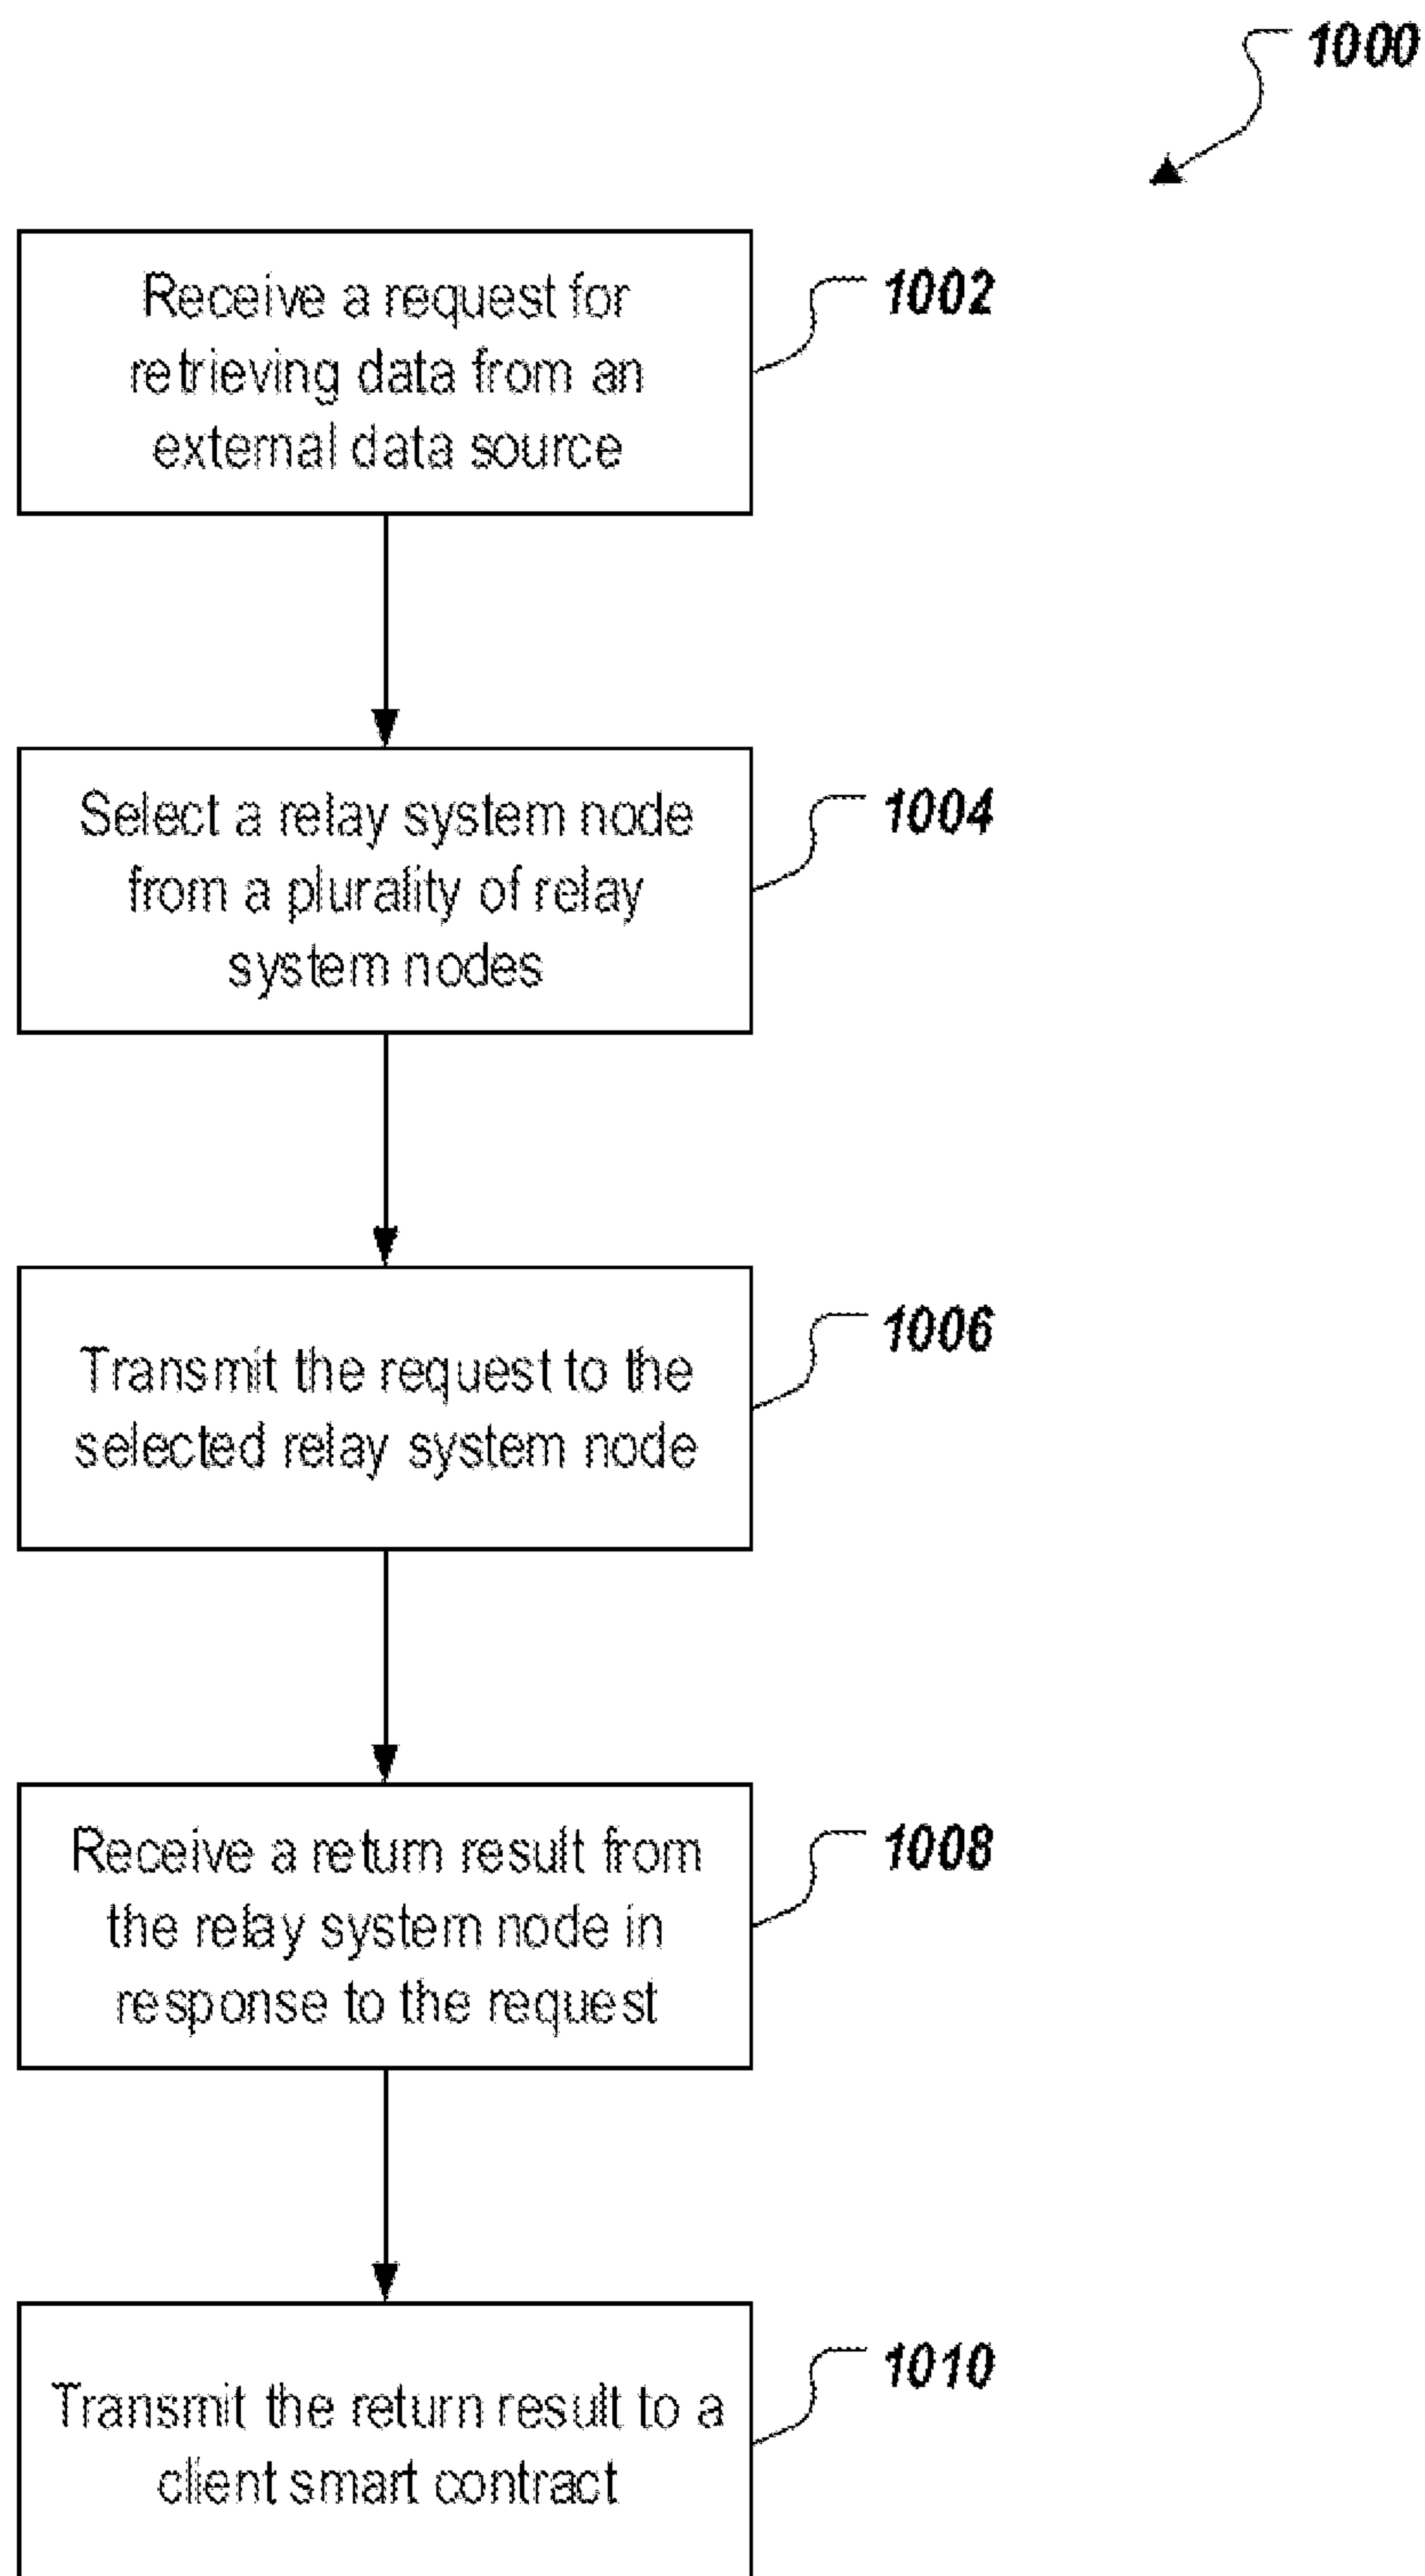 1000
Receive a request for
retrieving data from an
external data source
1002
Select a relay system node
from a plurality of relay
system nodes
1004
Transmit the request to the
selected relay system node
1006
Receive a return result from
the relay system node in
response to the request
1008
Transmit the return result to a
client smart contract
1010